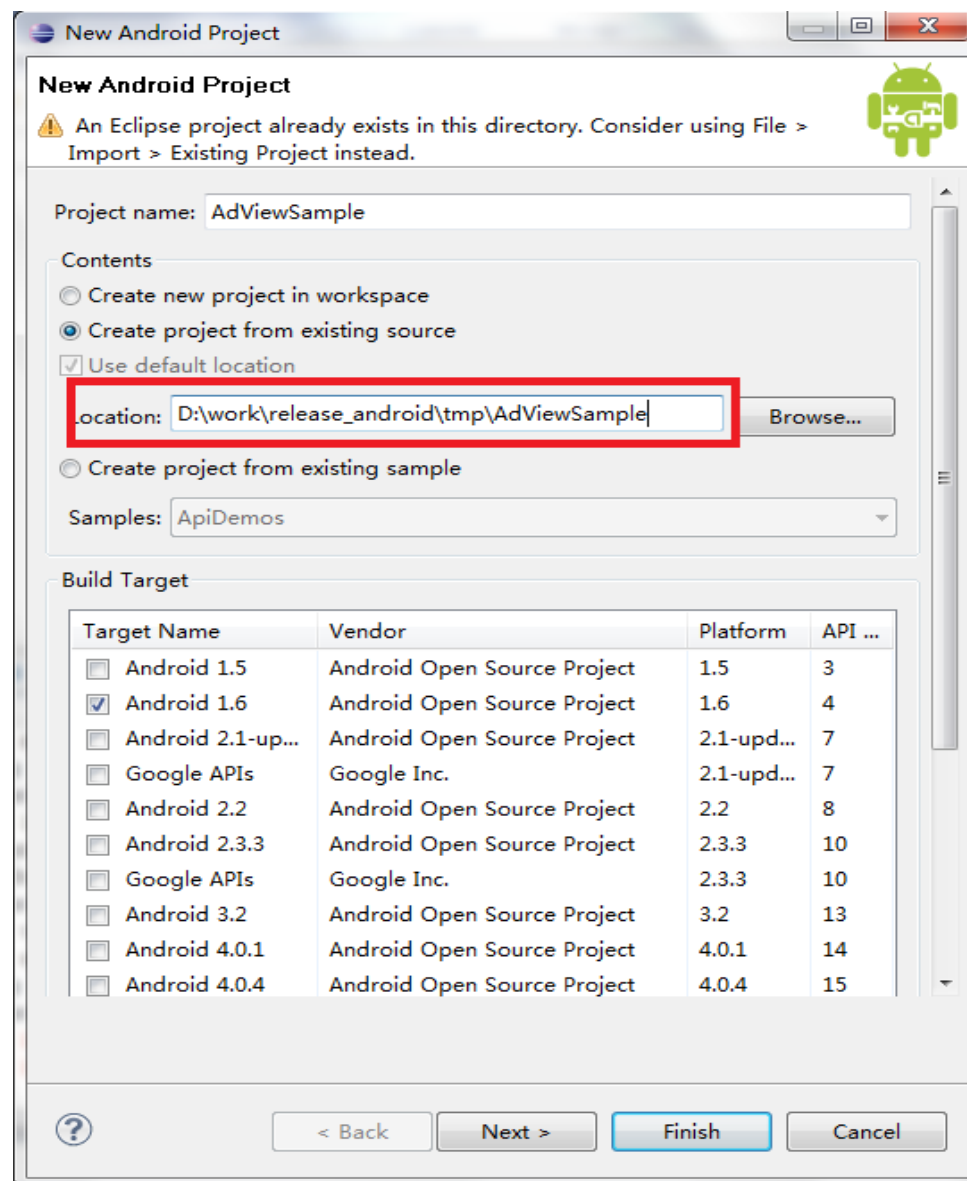 New Android Project
New Android Project
An Eclipse project already exists in this directory. Consider using File >
Import > Existing Project instead.
Project name: AdViewSample
Contents
Create new project in workspace
Create project from existing source
Use default location
Location: D:\work\release_android\tmp\AdViewSample Browse...
Create project from existing sample
Samples: ApiDemos
Build Target
Target Name Vendor Platform API ...
Android 1.5 Android Open Source Project 1.5 3
Android 1.6 Android Open Source Project 1.6 4
Android 2.1-up... Android Open Source Project 2.1-upd... 7
Google APIs Google Inc. 2.1-upd... 7
Android 2.2 Android Open Source Project 2.2 8
Android 2.3.3 Android Open Source Project 2.3.3 10
Google APIs Google Inc. 2.3.3 10
Android 3.2 Android Open Source Project 3.2 13
Android 4.0.1 Android Open Source Project 4.0.1 14
Android 4.0.4 Android Open Source Project 4.0.4 15
? < Back Next > Finish Cancel